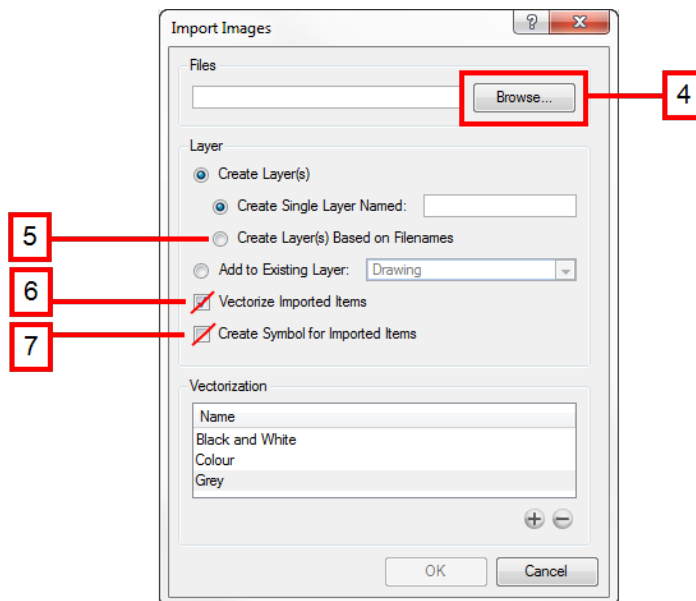 Import Images
?
X
Files
Browse...
4
Layer
Create Layer(s)
Create Single Layer Named:
5
Create Layer(s) Based on Filenames
Add to Existing Layer: Drawing
6
Vectorize Imported Items
7
Create Symbol for Imported Items
Vectorization
Name
Black and White
Colour
Grey
OK Cancel